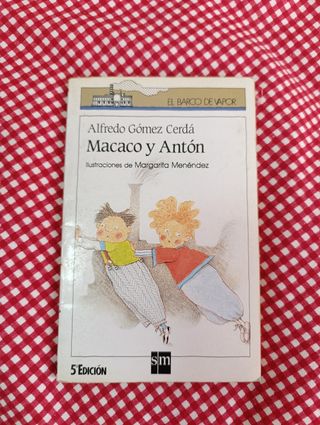 EL BARCO DE VAPOR
Alfredo Gómez Cerdá
Macaco y Antón
Ilustraciones de Margarita Menéndez
5ª EDICIÓN
sm